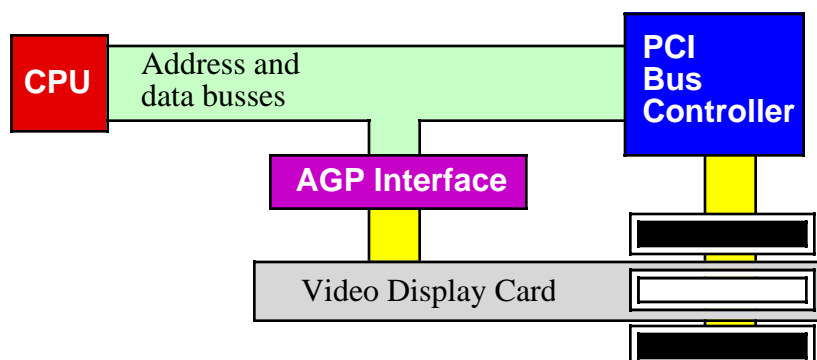 CPU
Address and
data busses
PCI
Bus
Controller
AGP Interface
Video Display Card